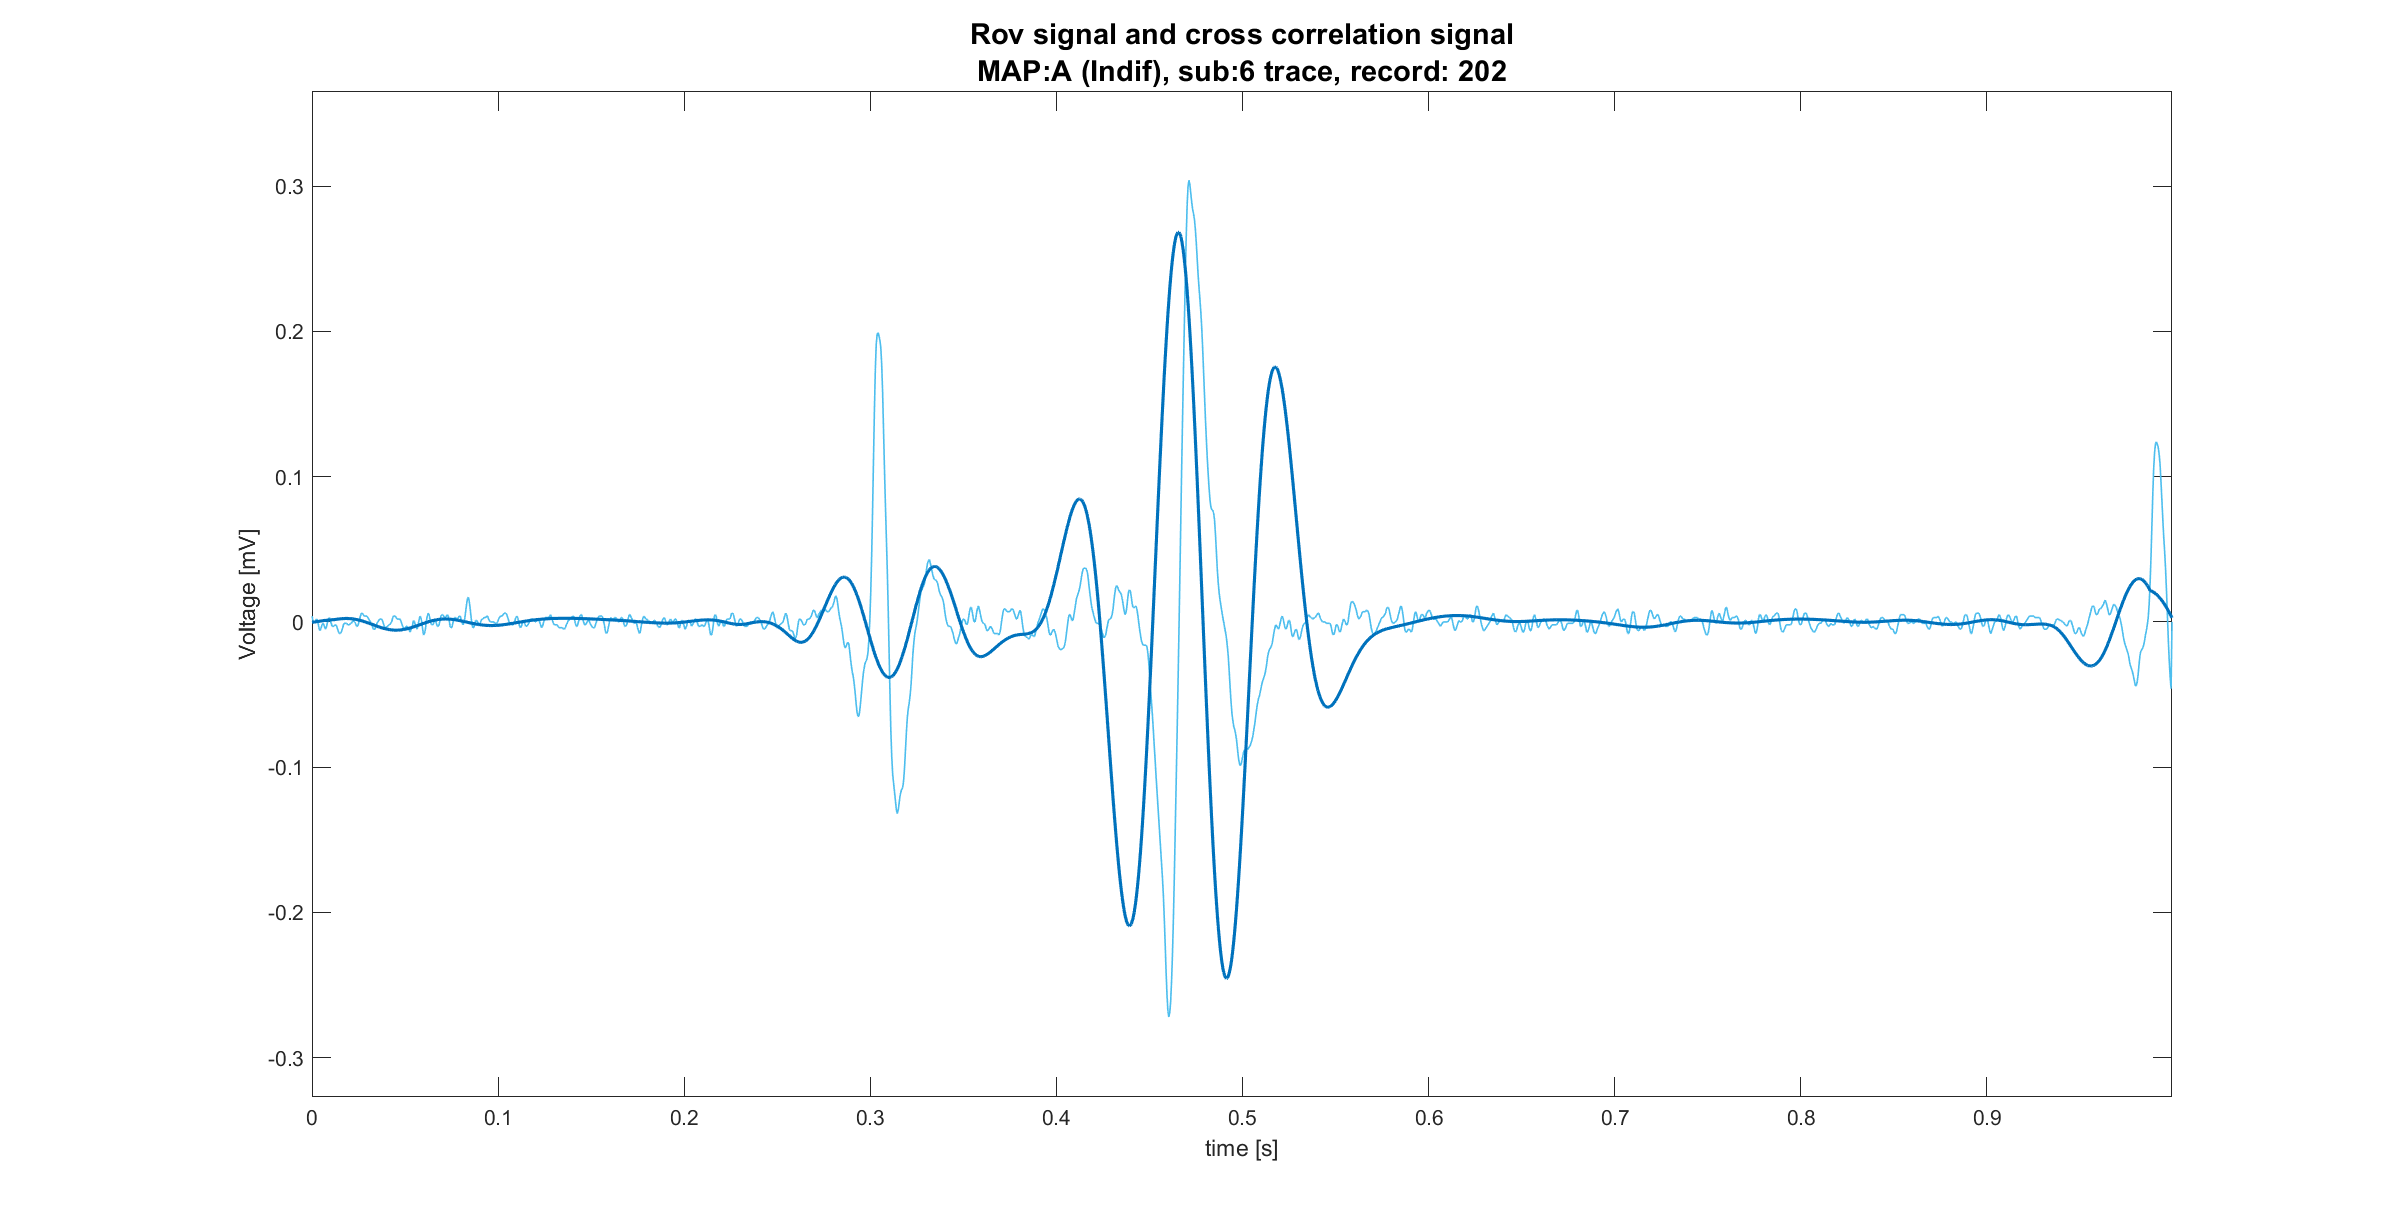 Rov signal and cross correlation signal
MAP:A (Indif), sub:6 trace, record: 202
Voltage [mV]
0.3
0.2
0.1
0
-0.1
-0.2
-0.3
0 0.1 0.2 0.3 0.4 0.5 0.6 0.7 0.8 0.9
time [s]